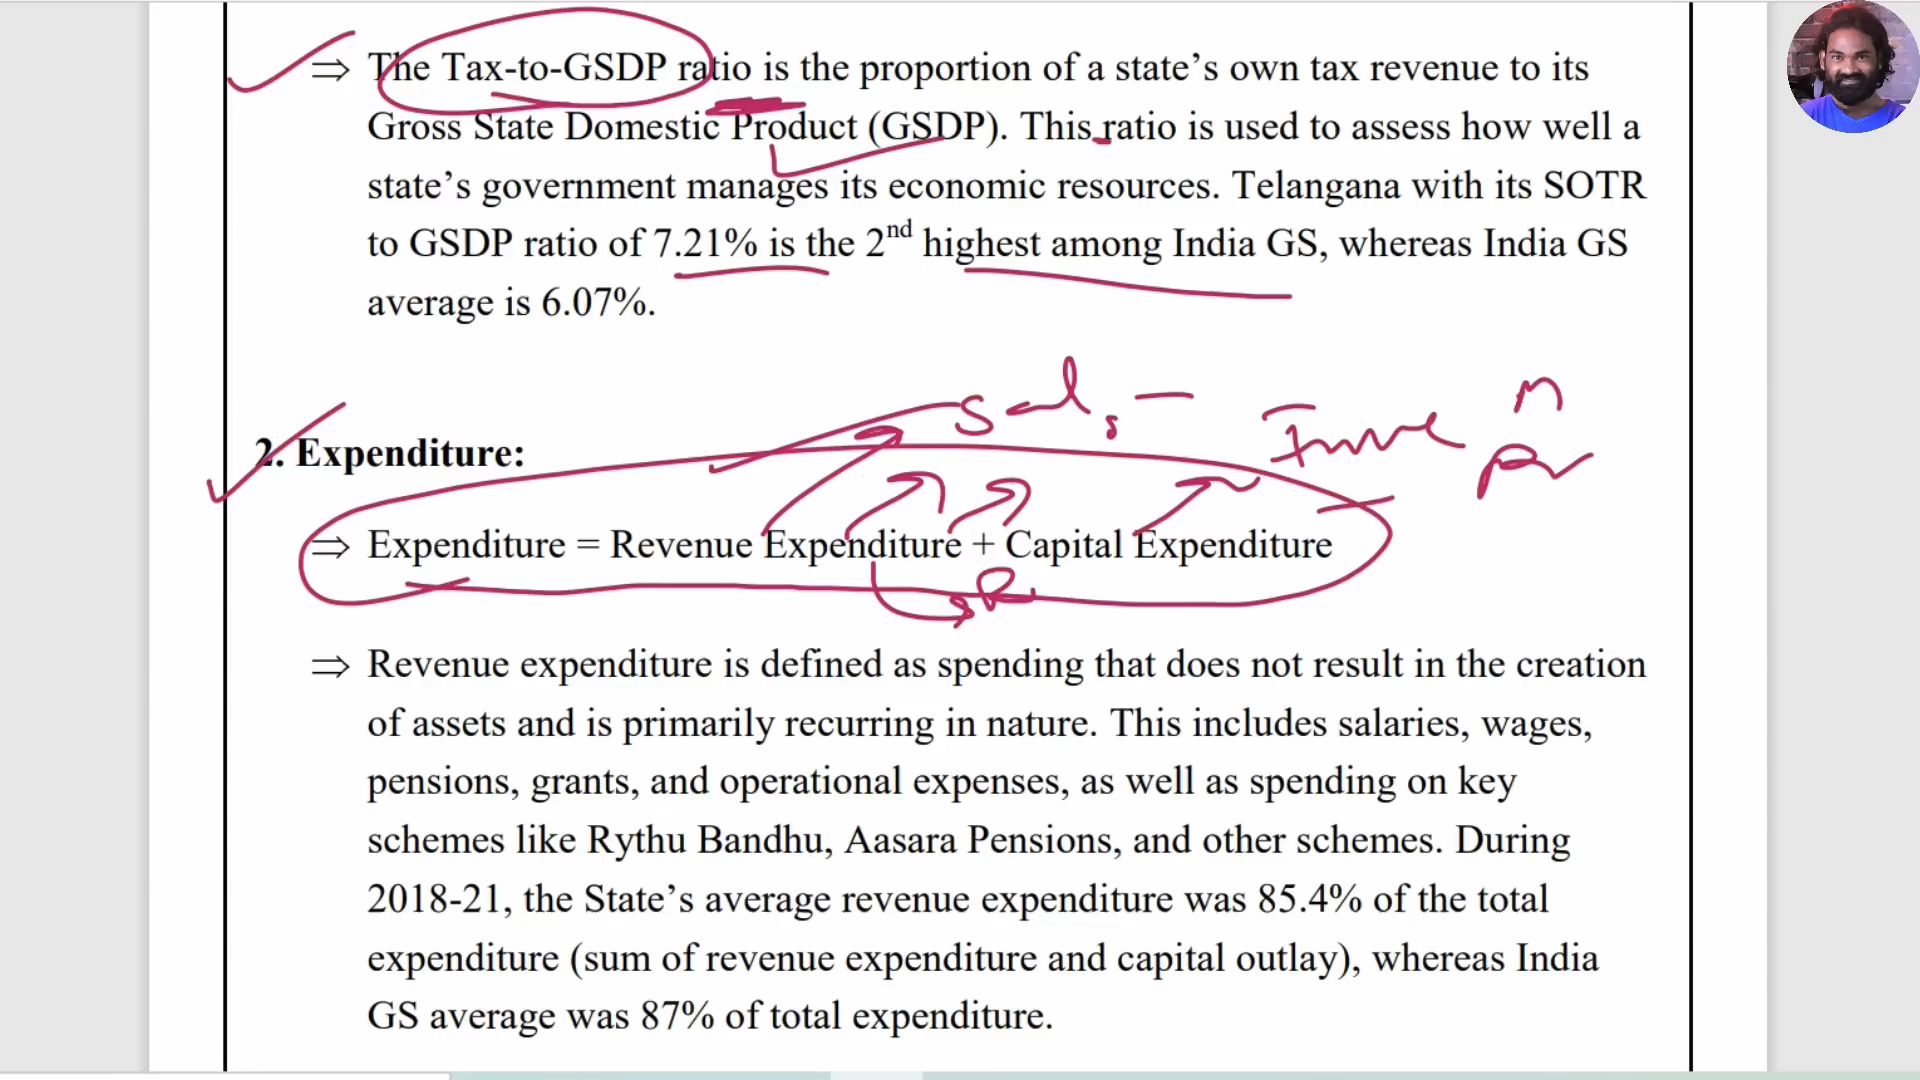 ⇒ The Tax-to-GSDP ratio is the proportion of a state’s own tax revenue to its
Gross State Domestic Product (GSDP). This ratio is used to assess how well a
state’s government manages its economic resources. Telangana with its SOTR
to GSDP ratio of 7.21% is the 2nd highest among India GS, whereas India GS
average is 6.07%.
2. Expenditure:
⇒ Expenditure = Revenue Expenditure + Capital Expenditure
⇒ Revenue expenditure is defined as spending that does not result in the creation
of assets and is primarily recurring in nature. This includes salaries, wages,
pensions, grants, and operational expenses, as well as spending on key
schemes like Rythu Bandhu, Aasara Pensions, and other schemes. During
2018-21, the State’s average revenue expenditure was 85.4% of the total
expenditure (sum of revenue expenditure and capital outlay), whereas India
GS average was 87% of total expenditure.